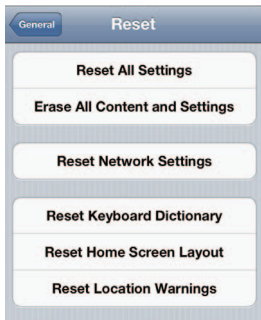 General
Reset
Reset All Settings
Erase All Content and Settings
Reset Network Settings
Reset Keyboard Dictionary
Reset Home Screen Layout
Reset Location Warnings